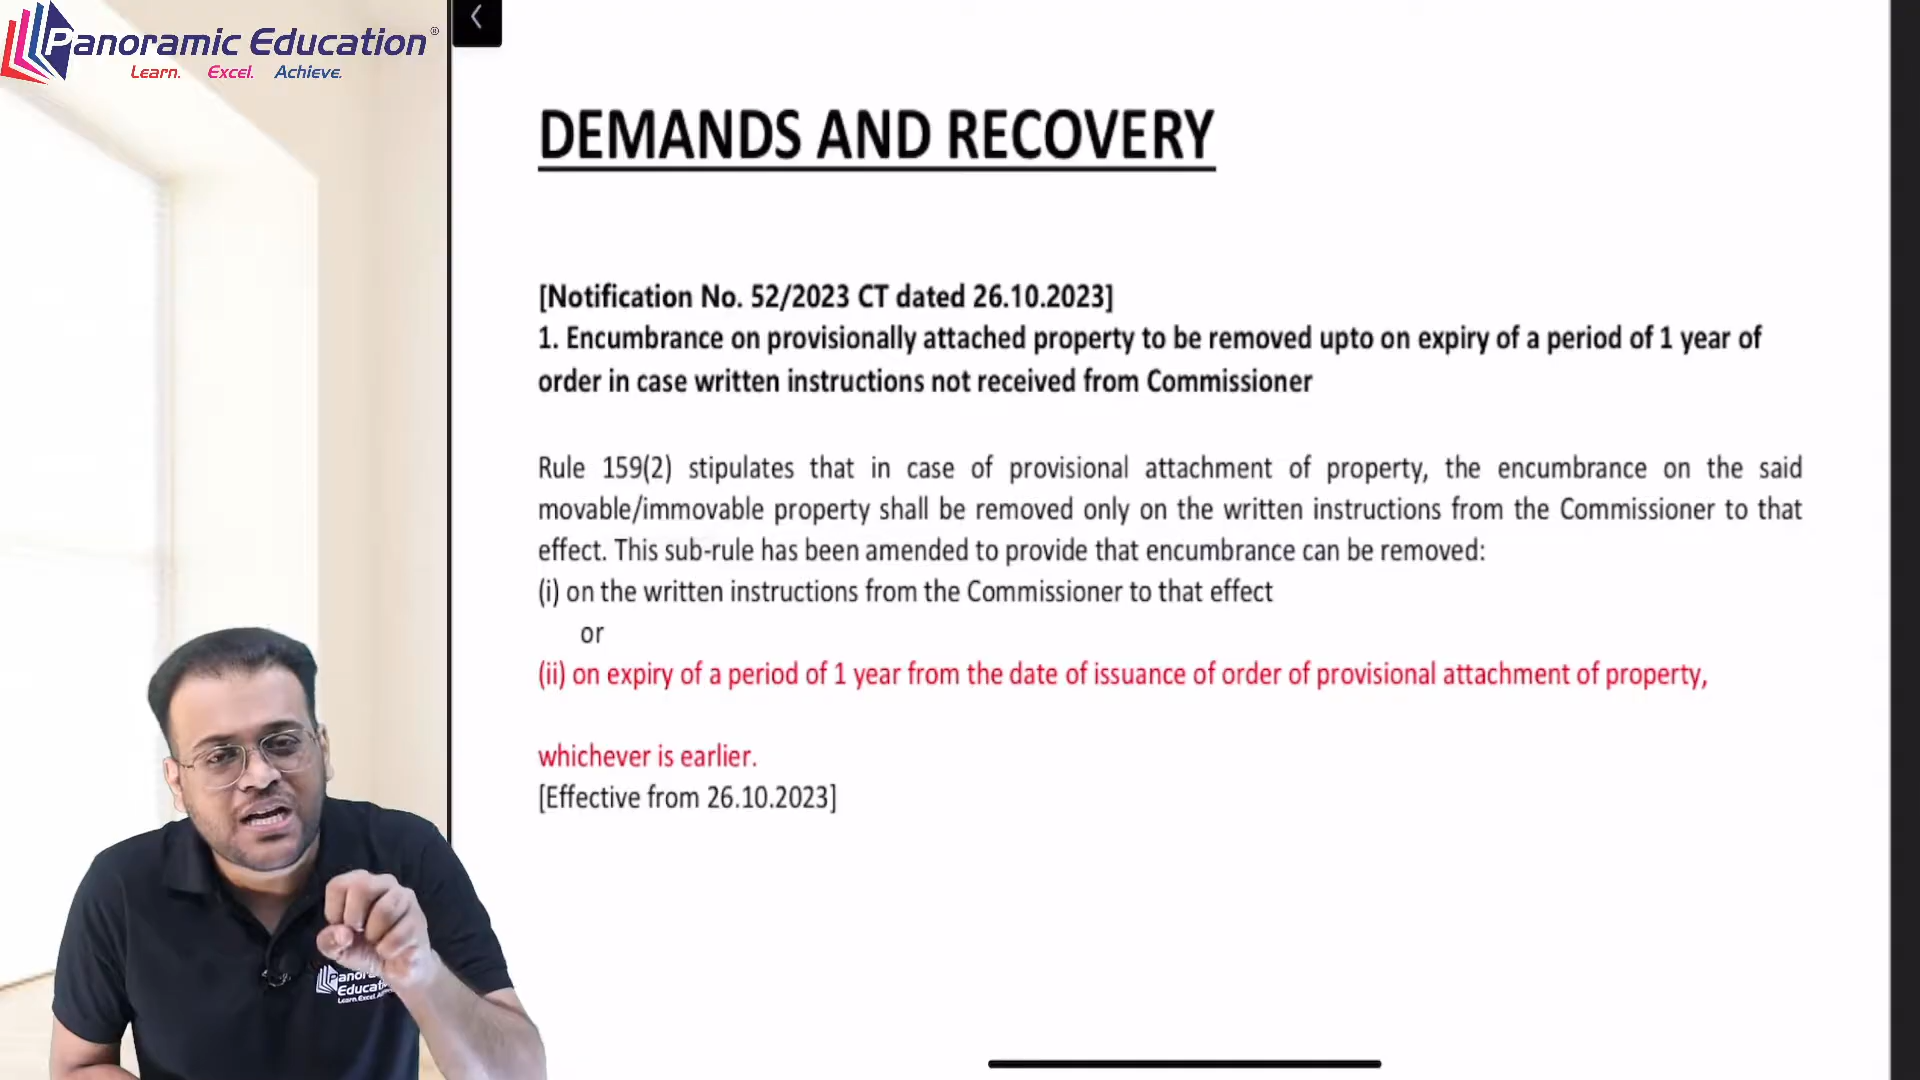 Panoramic Education®
Learn. Excel. Achieve.
DEMANDS AND RECOVERY
[Notification No. 52/2023 CT dated 26.10.2023]
1. Encumbrance on provisionally attached property to be removed upto on expiry of a period of 1 year of
order in case written instructions not received from Commissioner
Rule 159(2) stipulates that in case of provisional attachment of property, the encumbrance on the said
movable/immovable property shall be removed only on the written instructions from the Commissioner to that
effect. This sub-rule has been amended to provide that encumbrance can be removed:
(i) on the written instructions from the Commissioner to that effect
or
(ii) on expiry of a period of 1 year from the date of issuance of order of provisional attachment of property,
whichever is earlier.
[Effective from 26.10.2023]